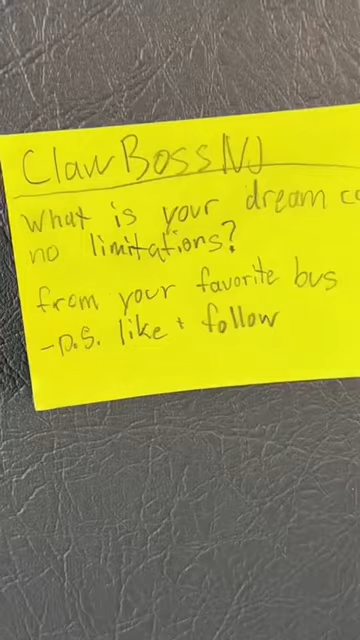 ClawBossNJ
What is your dream
no limitations?
from your favorite bus
-p.s. like + follow